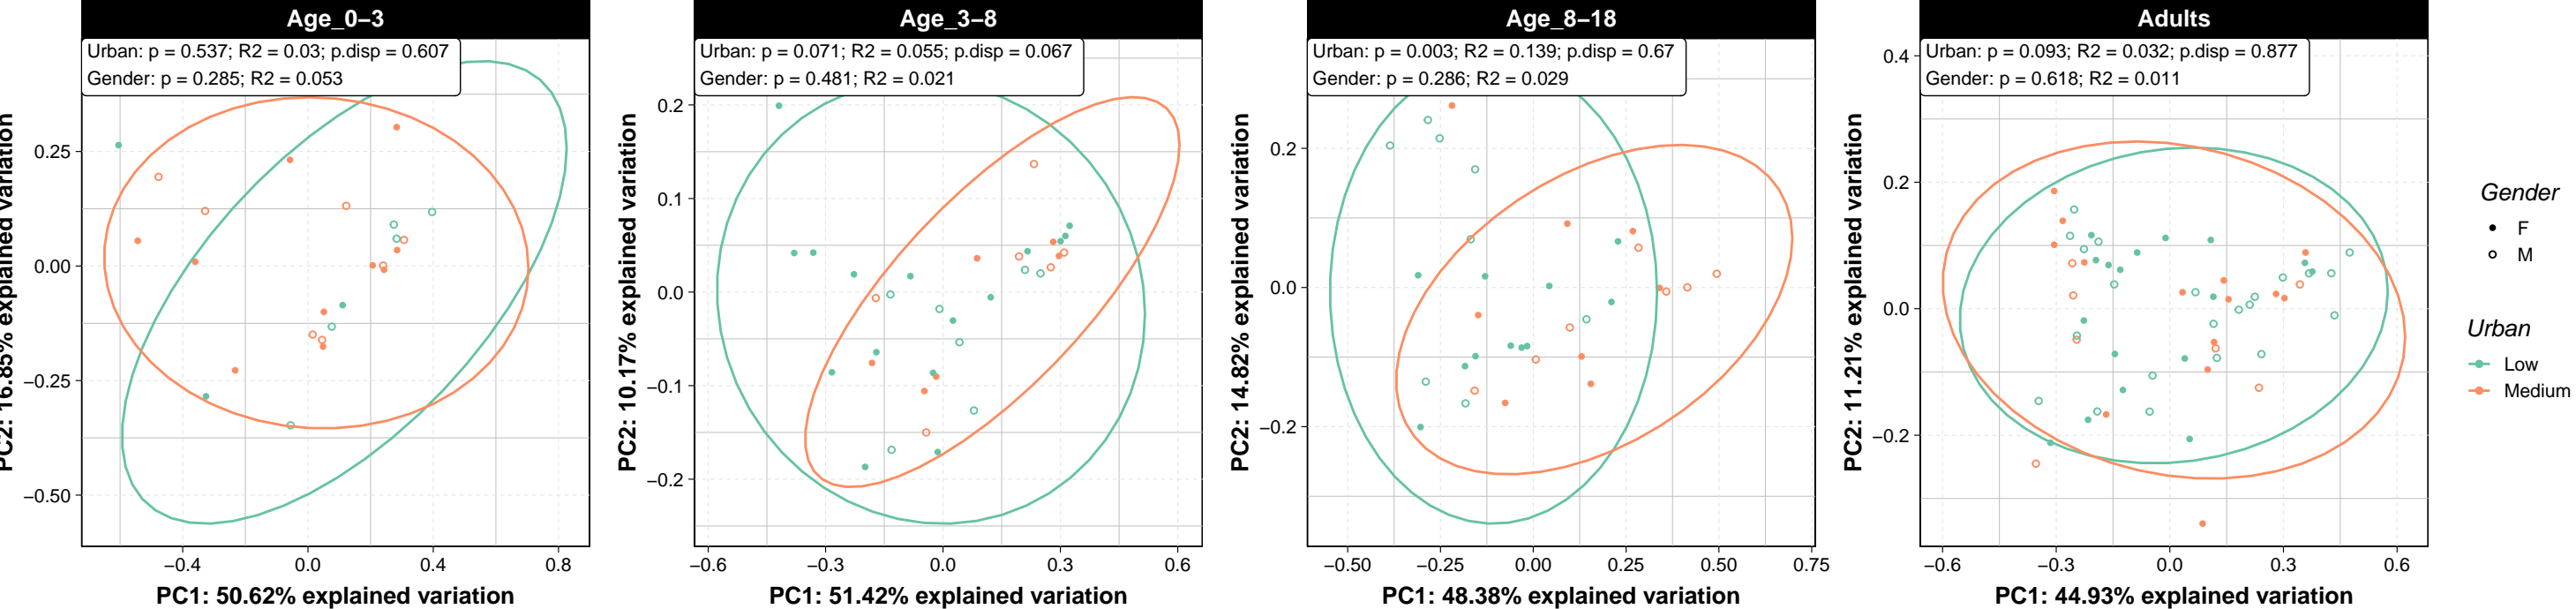 Age_0–3
Urban: p = 0.537; R2 = 0.03; p.disp = 0.607
Gender: p = 0.285; R2 = 0.053
PC2: 16.85% explained variation
0.25
0.00
−0.25
−0.50
−0.4
0.0
0.4
0.8
PC1: 50.62% explained variation
Age_3–8
Urban: p = 0.071; R2 = 0.055; p.disp = 0.067
Gender: p = 0.481; R2 = 0.021
PC2: 10.17% explained variation
0.2
0.1
0.0
−0.1
−0.2
−0.6
−0.3
0.0
0.3
0.6
PC1: 51.42% explained variation
Age_8–18
Urban: p = 0.003; R2 = 0.139; p.disp = 0.67
Gender: p = 0.286; R2 = 0.029
PC2: 14.82% explained variation
0.2
0.0
−0.2
−0.50
−0.25
0.00
0.25
0.50
0.75
PC1: 48.38% explained variation
Adults
Urban: p = 0.093; R2 = 0.032; p.disp = 0.877
Gender: p = 0.618; R2 = 0.011
PC2: 11.21% explained variation
0.4
0.2
0.0
−0.2
−0.6
−0.3
0.0
0.3
0.6
PC1: 44.93% explained variation
Gender
F
M
Urban
Low
Medium